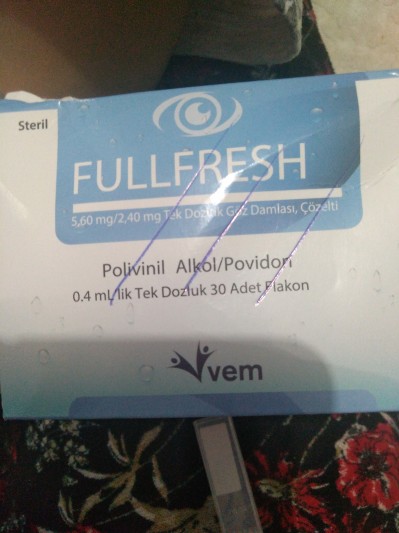 Steril
FULLFRESH
5,60 mg/2,40 mg Tek Dozluk Göz Damlası, Çözelti
Polivinil Alkol/Povidon
0.4 mL'lik Tek Dozluk 30 Adet Flakon
vem